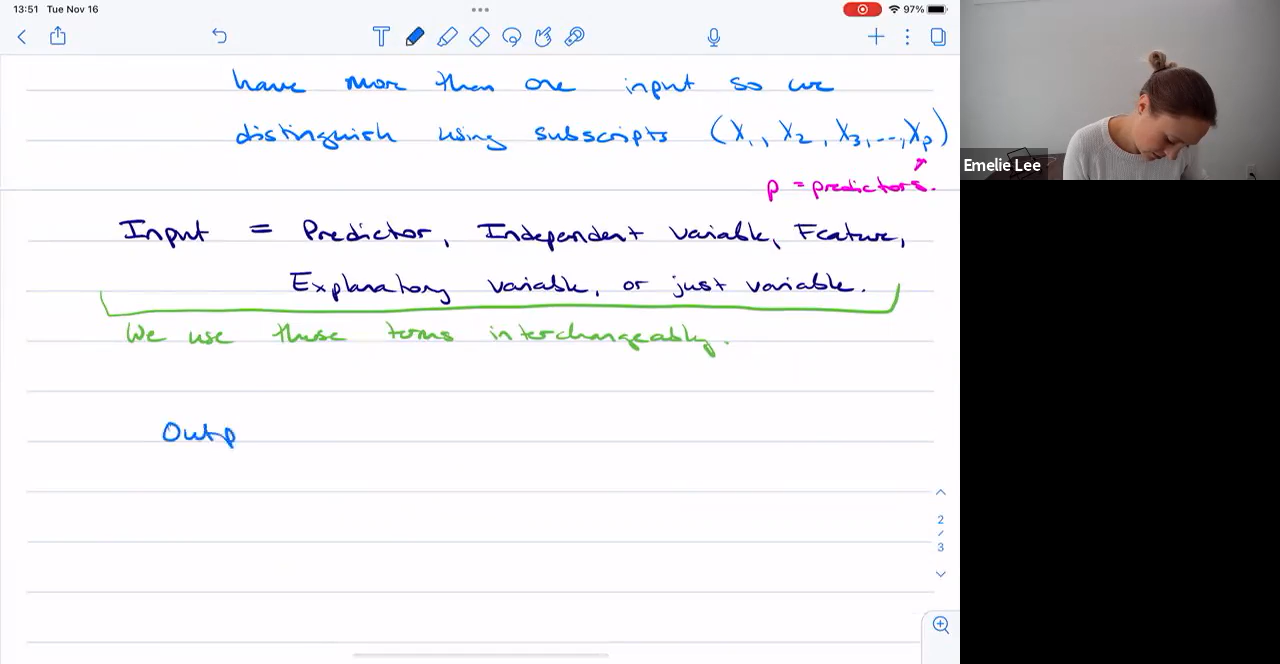 13:51 Tue Nov 16
97%
have more than one input so we
distinguish using subscripts (X1, X2, X3, ..., Xp)
p = predictors.
Input = Predictor, Independent variable, Feature,
Explanatory variable, or just variable.
We use these terms interchangeably.
Outp
2
/
3
Emelie Lee